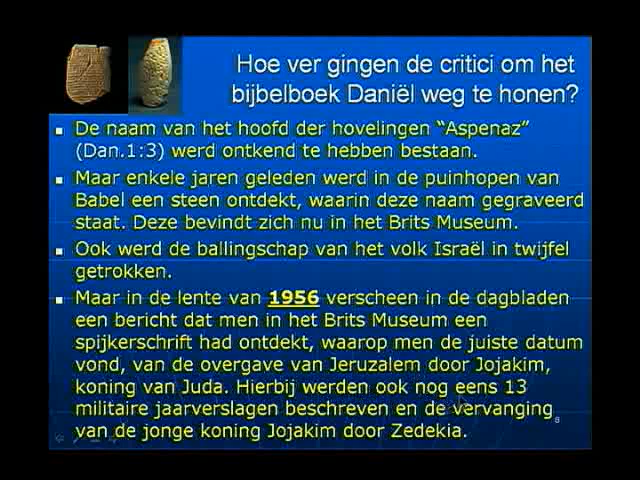 Hoe ver gingen de critici om het
bijbelboek Daniël weg te honen?
De naam van het hoofd der hovelingen “Aspenaz”
(Dan.1:3) werd ontkend te hebben bestaan.
Maar enkele jaren geleden werd in de puinhopen van
Babel een steen ontdekt, waarin deze naam gegraveerd
staat. Deze bevindt zich nu in het Brits Museum.
Ook werd de ballingschap van het volk Israël in twijfel
getrokken.
Maar in de lente van 1956 verscheen in de dagbladen
een bericht dat men in het Brits Museum een
spijkerschrift had ontdekt, waarop men de juiste datum
vond, van de overgave van Jeruzalem door Jojakim,
koning van Juda. Hierbij werden ook nog eens 13
militaire jaarverslagen beschreven en de vervanging
van de jonge koning Jojakim door Zedekia.
8